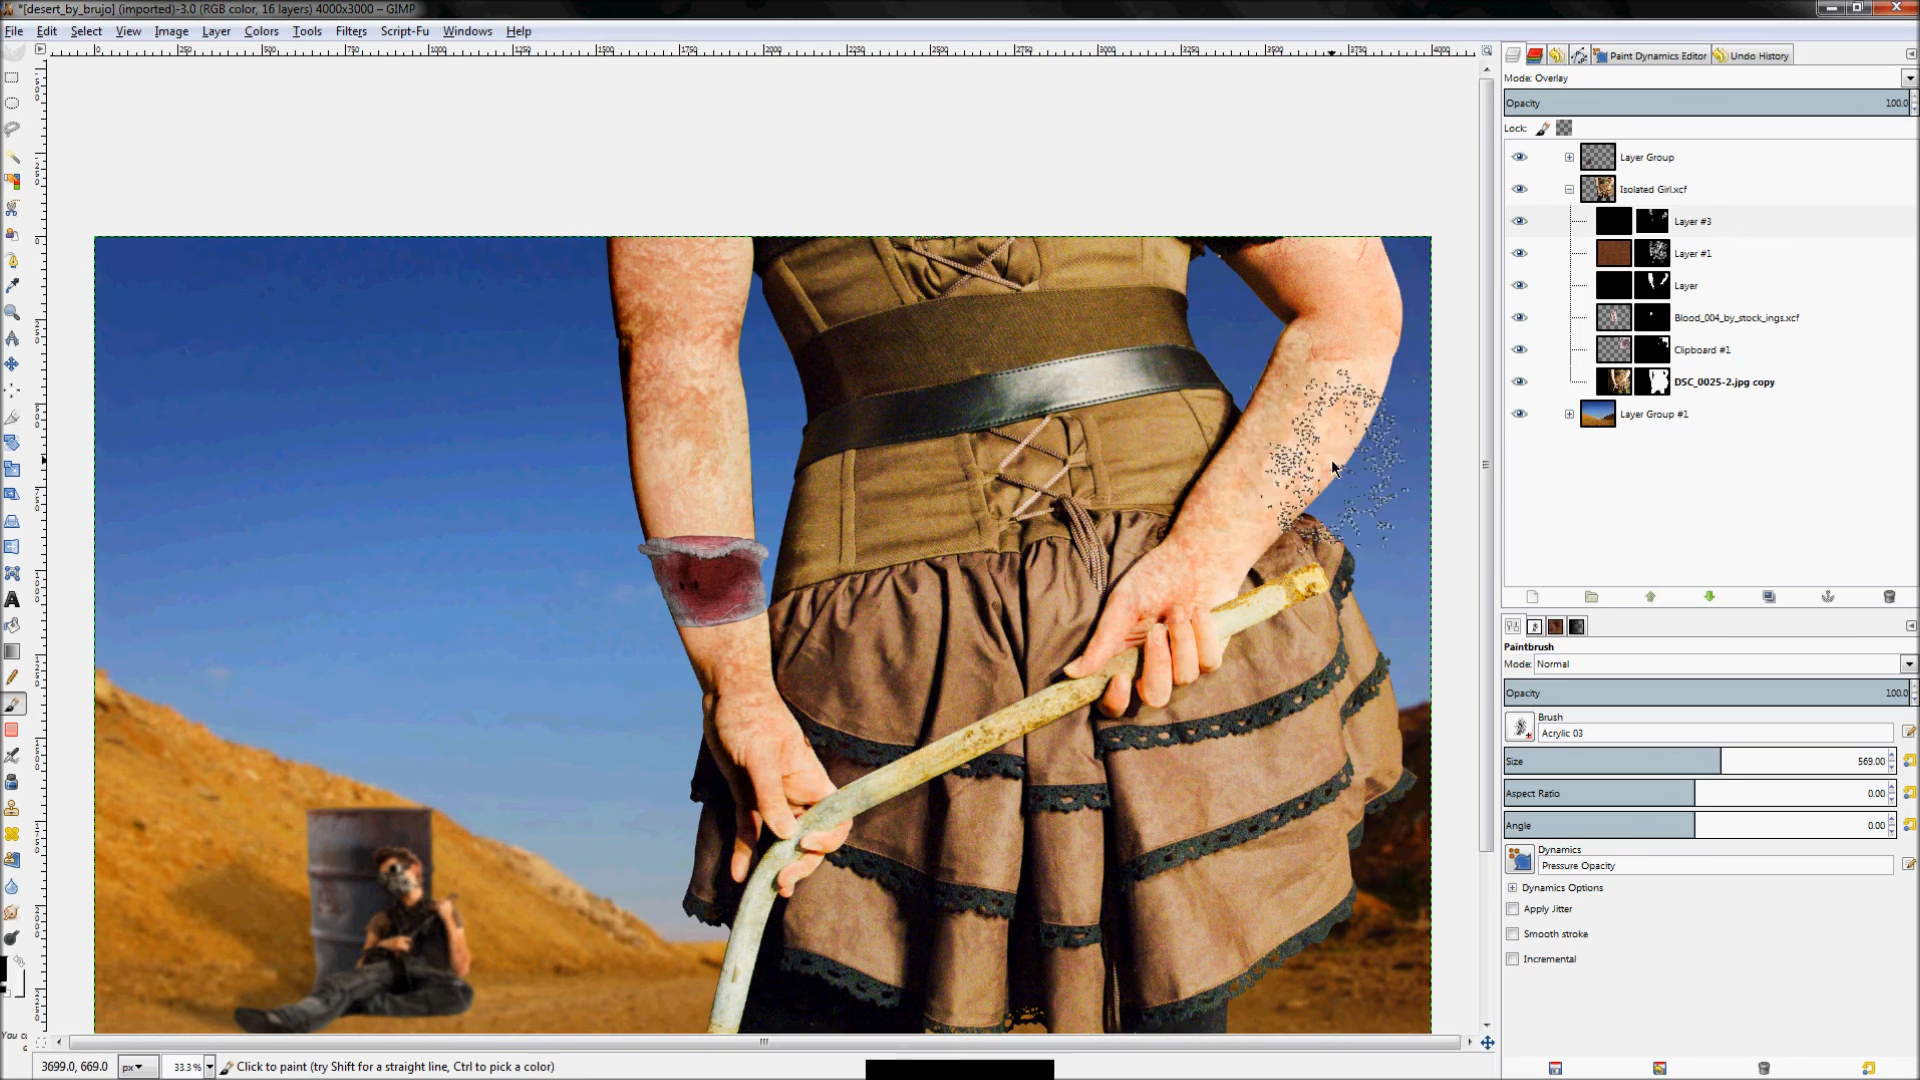 *[desert_by_brujo] (imported)-3.0 (RGB color, 16 layers) 4000x3000 – GIMP
File Edit Select View Image Layer Colors Tools Filters Script-Fu Windows Help
Paint Dynamics Editor Undo History
Mode: Overlay
Opacity 100.0
Lock:
Layer Group
Isolated Girl.xcf
Layer #3
Layer #1
Layer
Blood_004_by_stock_ings.xcf
Clipboard #1
DSC_0025-2.jpg copy
Layer Group #1
Paintbrush
Mode: Normal
Opacity 100.0
Brush
Acrylic 03
Size 569.00
Aspect Ratio 0.00
Angle 0.00
Dynamics
Pressure Opacity
Dynamics Options
Apply Jitter
Smooth stroke
Incremental
You c
3699.0, 669.0 px 33.3 % Click to paint (try Shift for a straight line, Ctrl to pick a color)